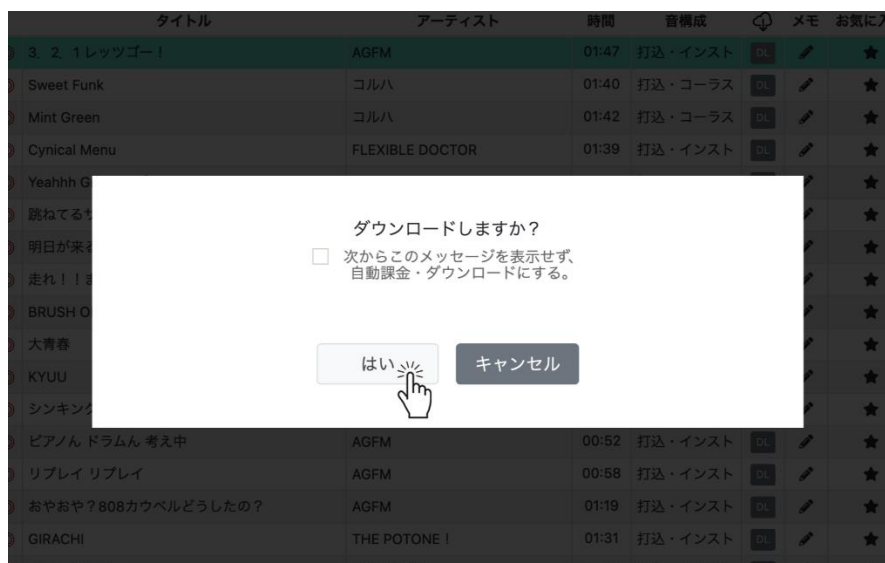 タイトル アーティスト 時間 音構成 メモ お気に入
3、2、1レッツゴー! AGFM 01:47 打込・インスト DL
Sweet Funk コルハ 01:40 打込・コーラス DL
Mint Green コルハ 01:42 打込・コーラス DL
Cynical Menu FLEXIBLE DOCTOR 01:39 打込・インスト DL
Yeahhh G
跳ねてるサ
明日が来る
走れ!!ま
BRUSH O
大青春
KYUU
シンキング
ダウンロードしますか?
次からこのメッセージを表示せず、
自動課金・ダウンロードにする。
はい キャンセル
ピアノん ドラムん 考え中 AGFM 00:52 打込・インスト DL
リプレイ リプレイ AGFM 00:58 打込・インスト DL
おやおや?808カウベルどうしたの? AGFM 01:19 打込・インスト DL
GIRACHI THE POTONE! 01:31 打込・インスト DL